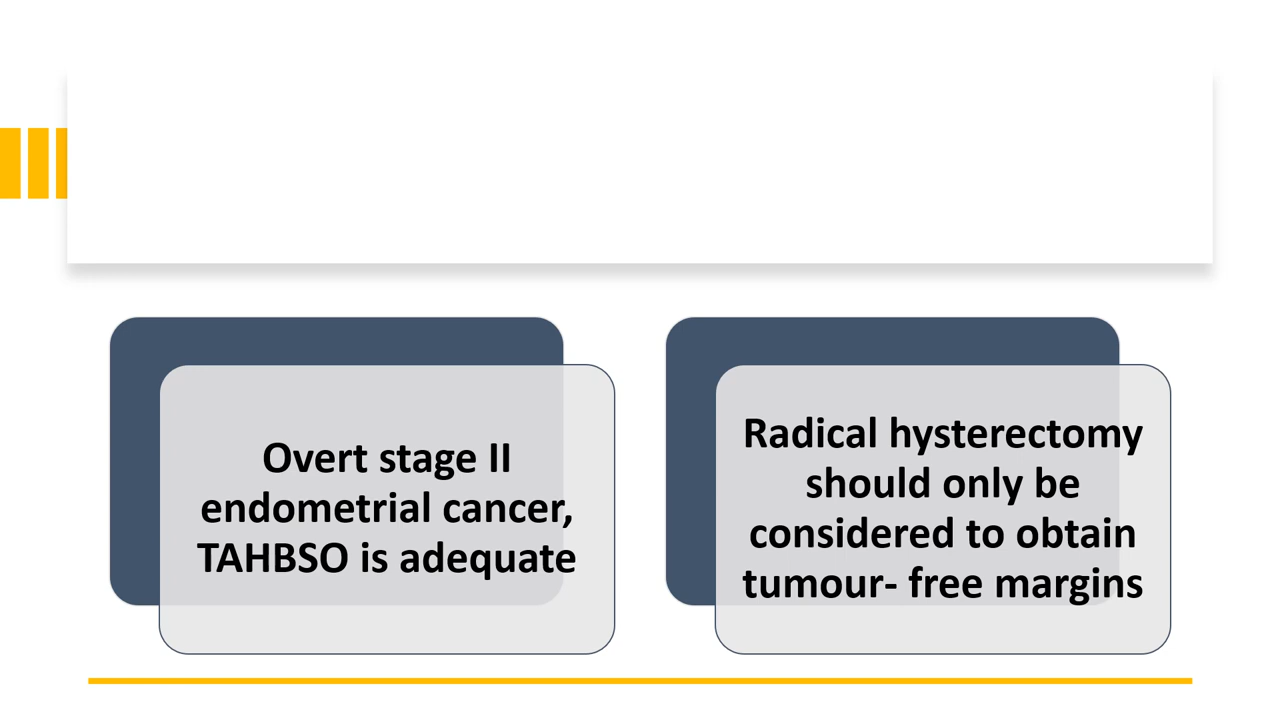 Overt stage II
endometrial cancer,
TAHBSO is adequate
Radical hysterectomy
should only be
considered to obtain
tumour- free margins